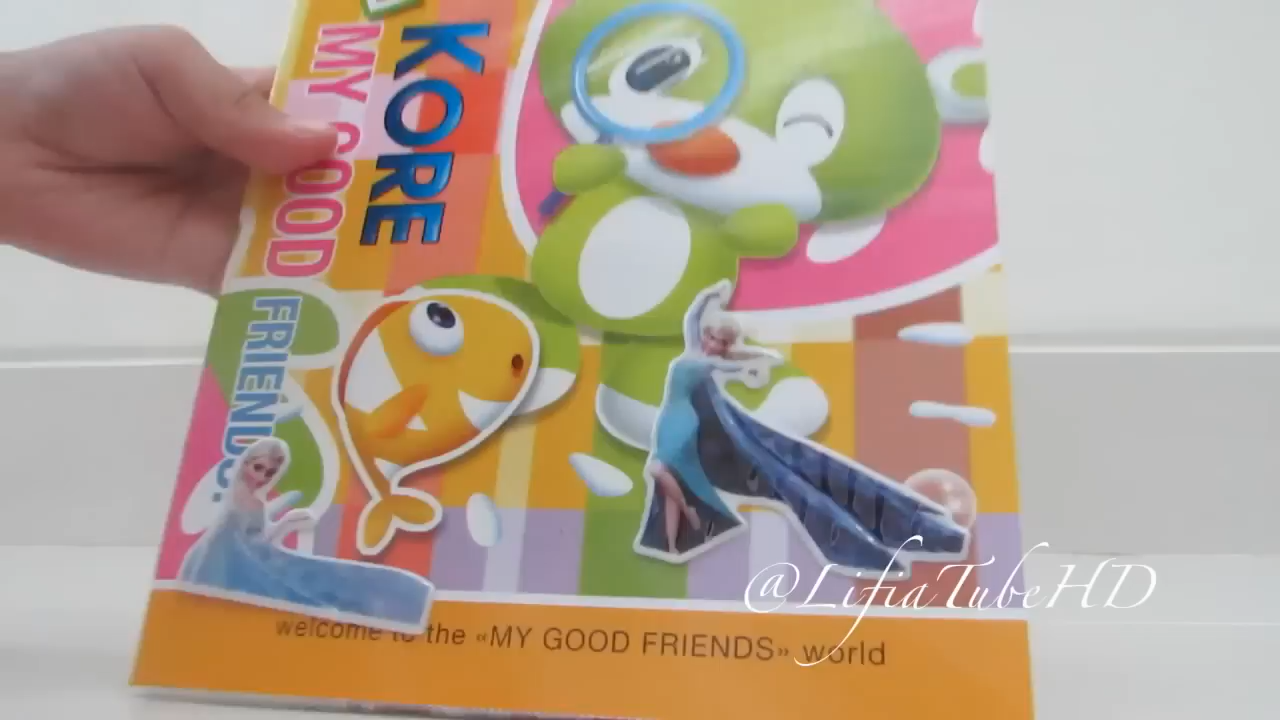 KORE
MY GOOD
FRIENDS
welcome to the «MY GOOD FRIENDS» world
@LifiaTubeHD